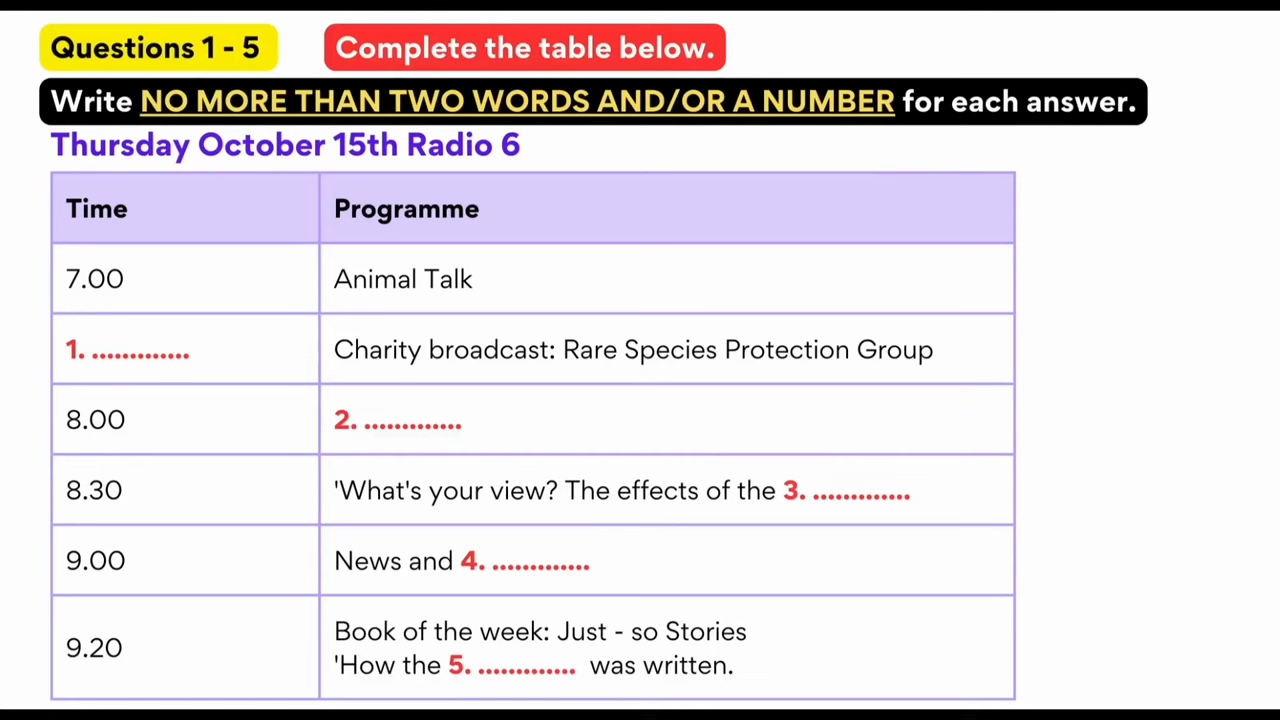 Questions 1 - 5 Complete the table below.
Write NO MORE THAN TWO WORDS AND/OR A NUMBER for each answer.
Thursday October 15th Radio 6
Time Programme
7.00 Animal Talk
1. ............. Charity broadcast: Rare Species Protection Group
8.00 2. .............
8.30 'What's your view? The effects of the 3. .............
9.00 News and 4. .............
9.20 Book of the week: Just - so Stories
'How the 5. ............. was written.